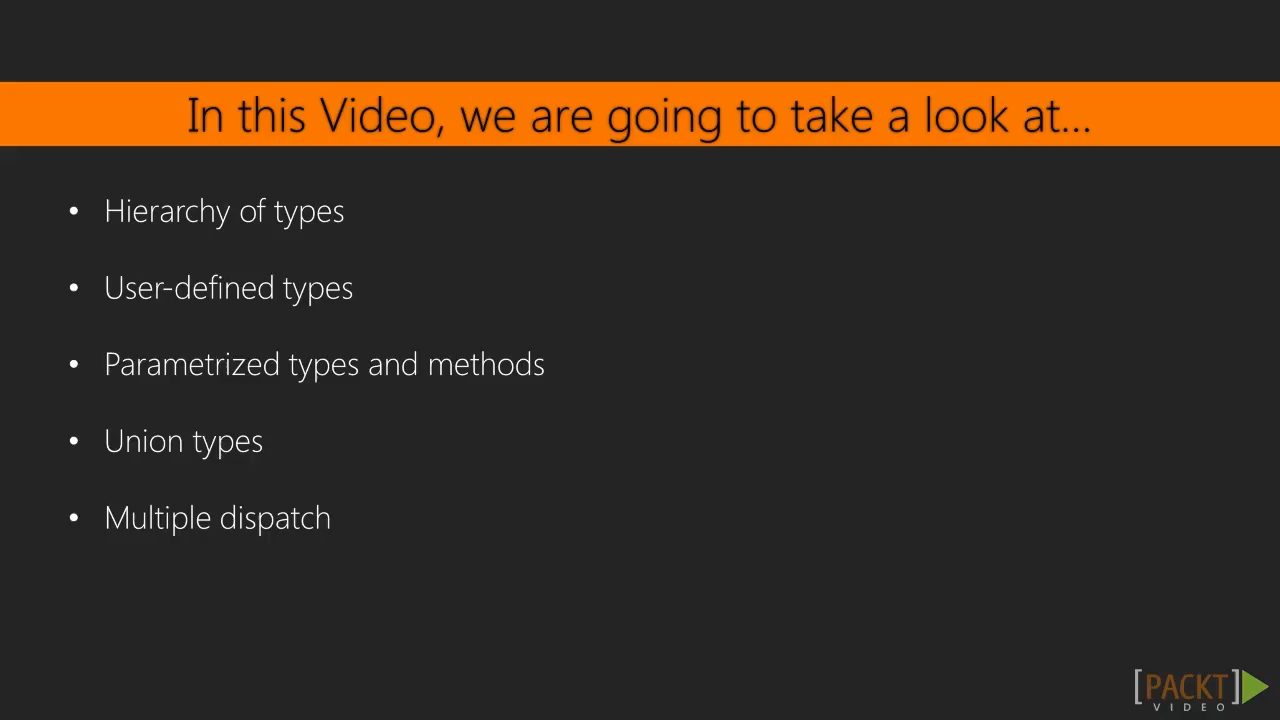 In this Video, we are going to take a look at...
• Hierarchy of types
• User-defined types
• Parametrized types and methods
• Union types
• Multiple dispatch
[PACKT]
VIDEO